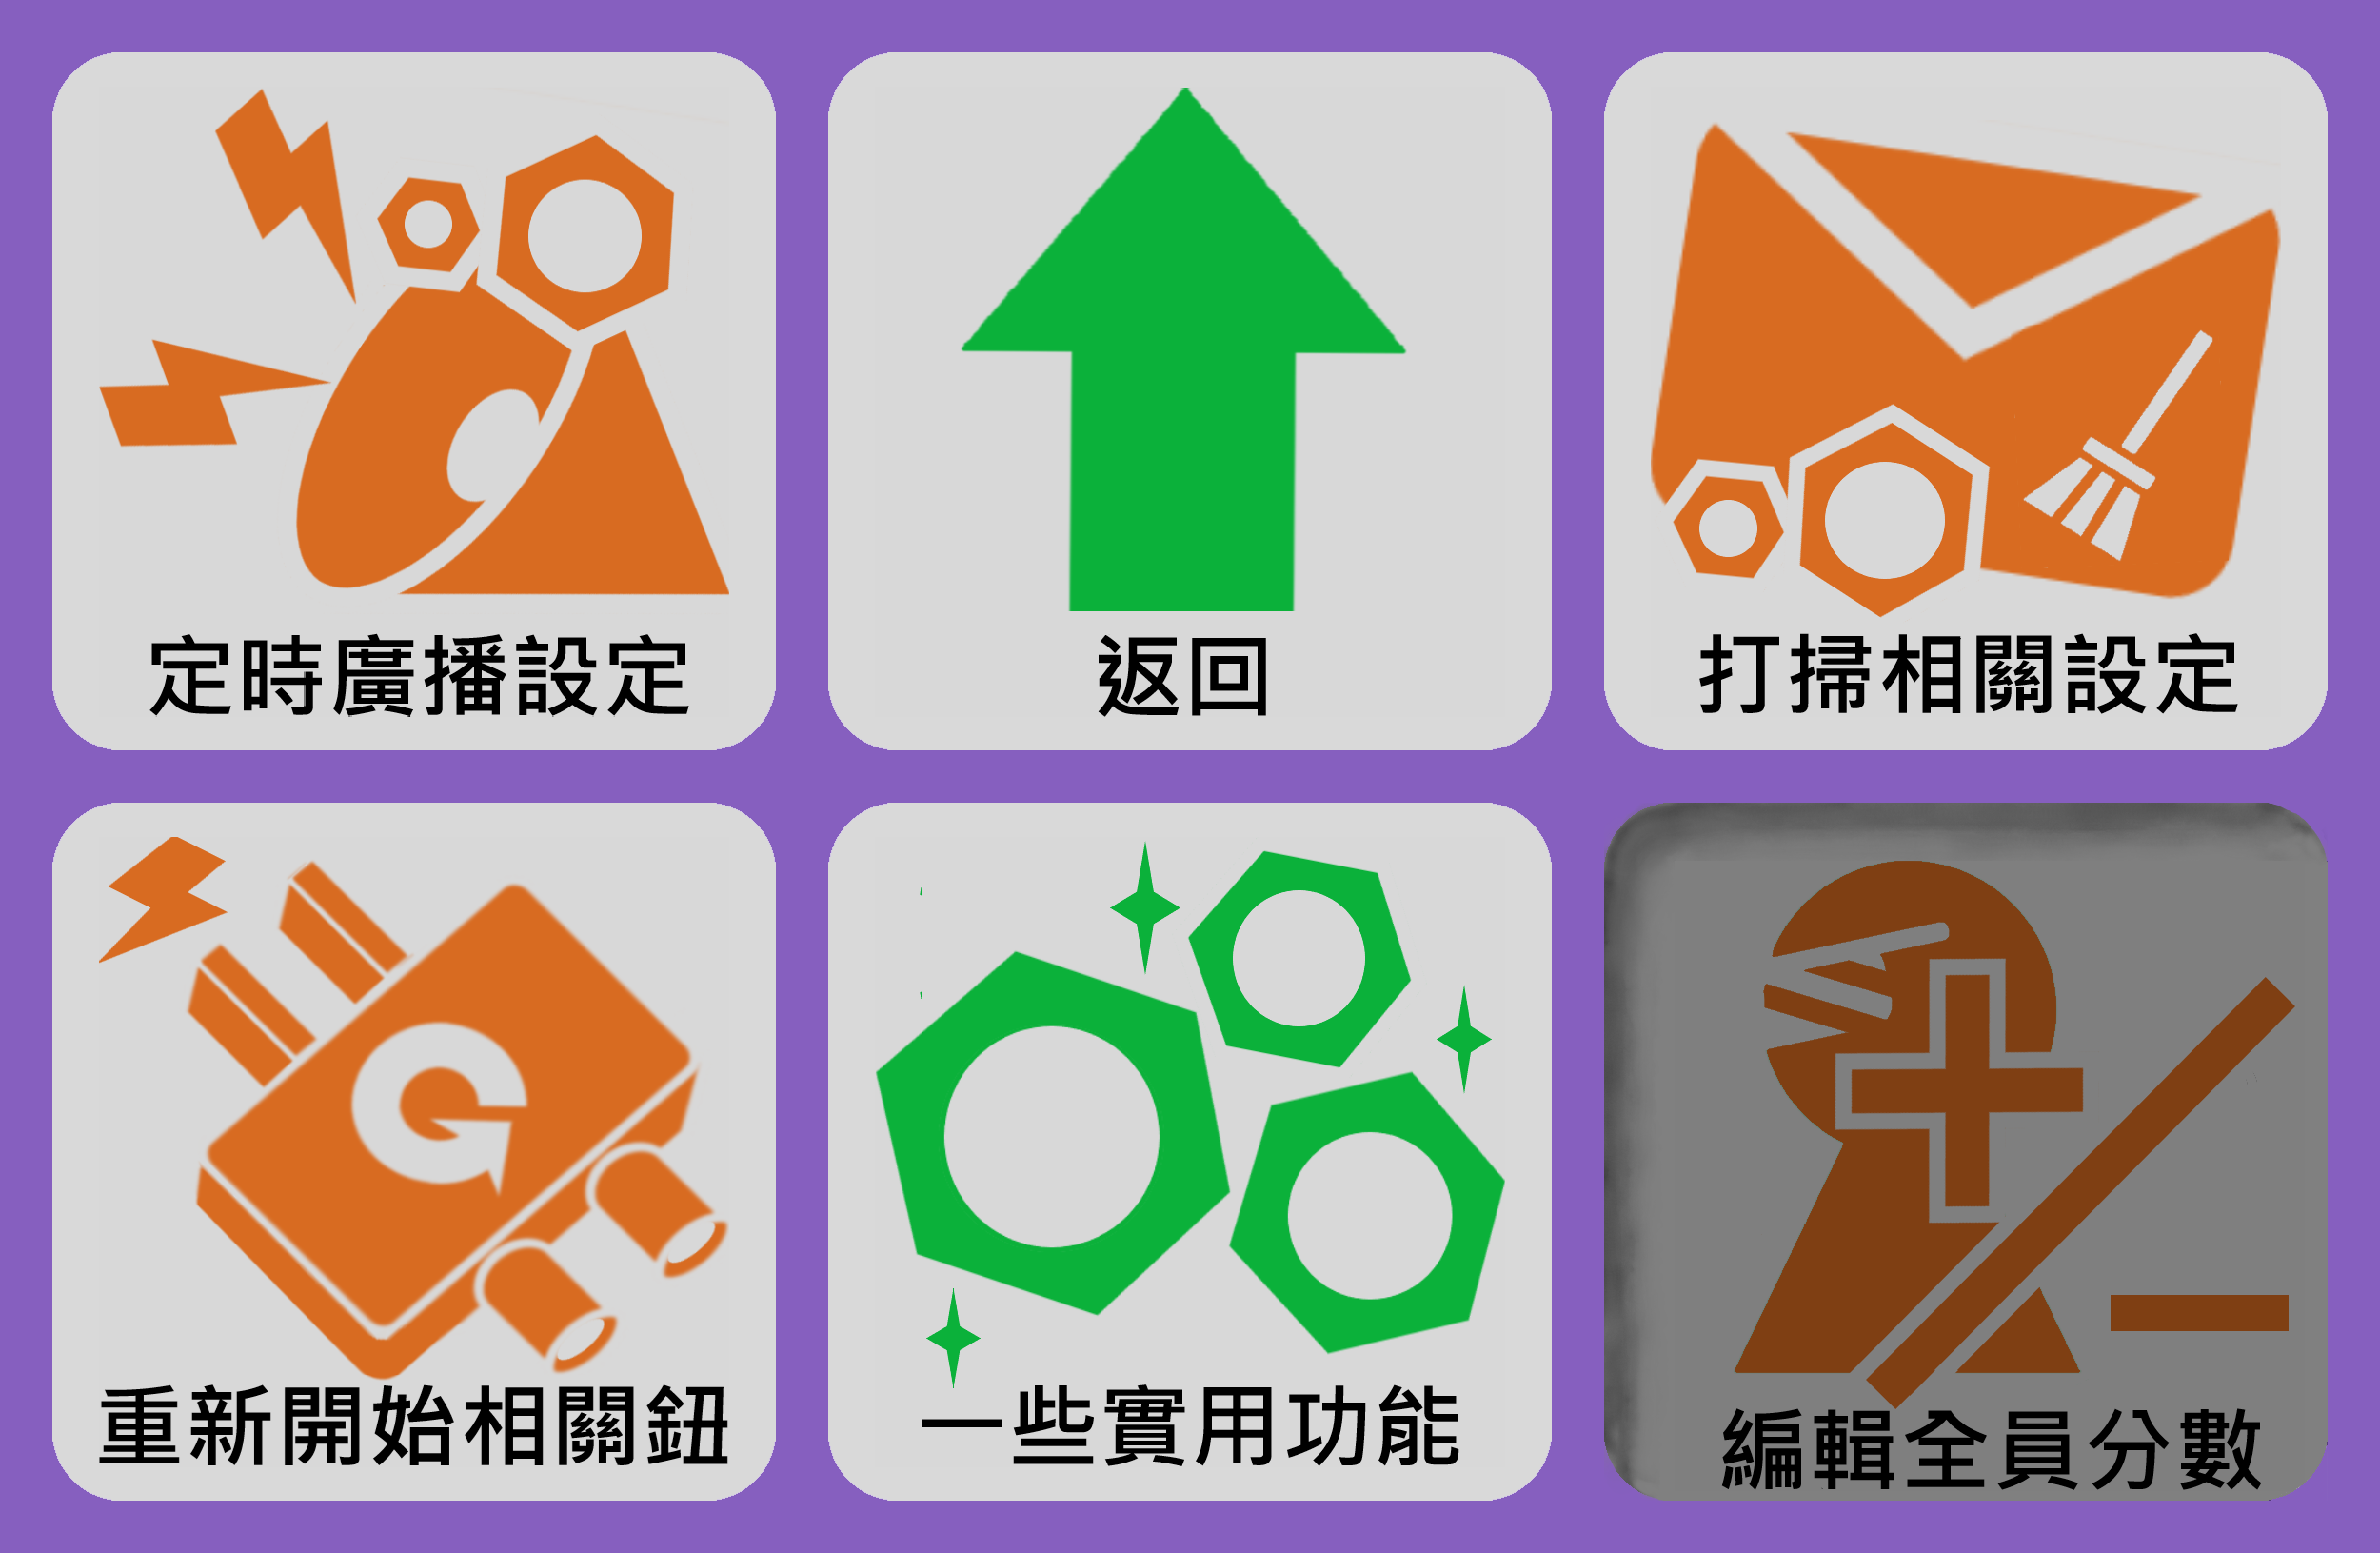 定時廣播設定
返回
打掃相關設定
重新開始相關鈕
一些實用功能
編輯全員分數